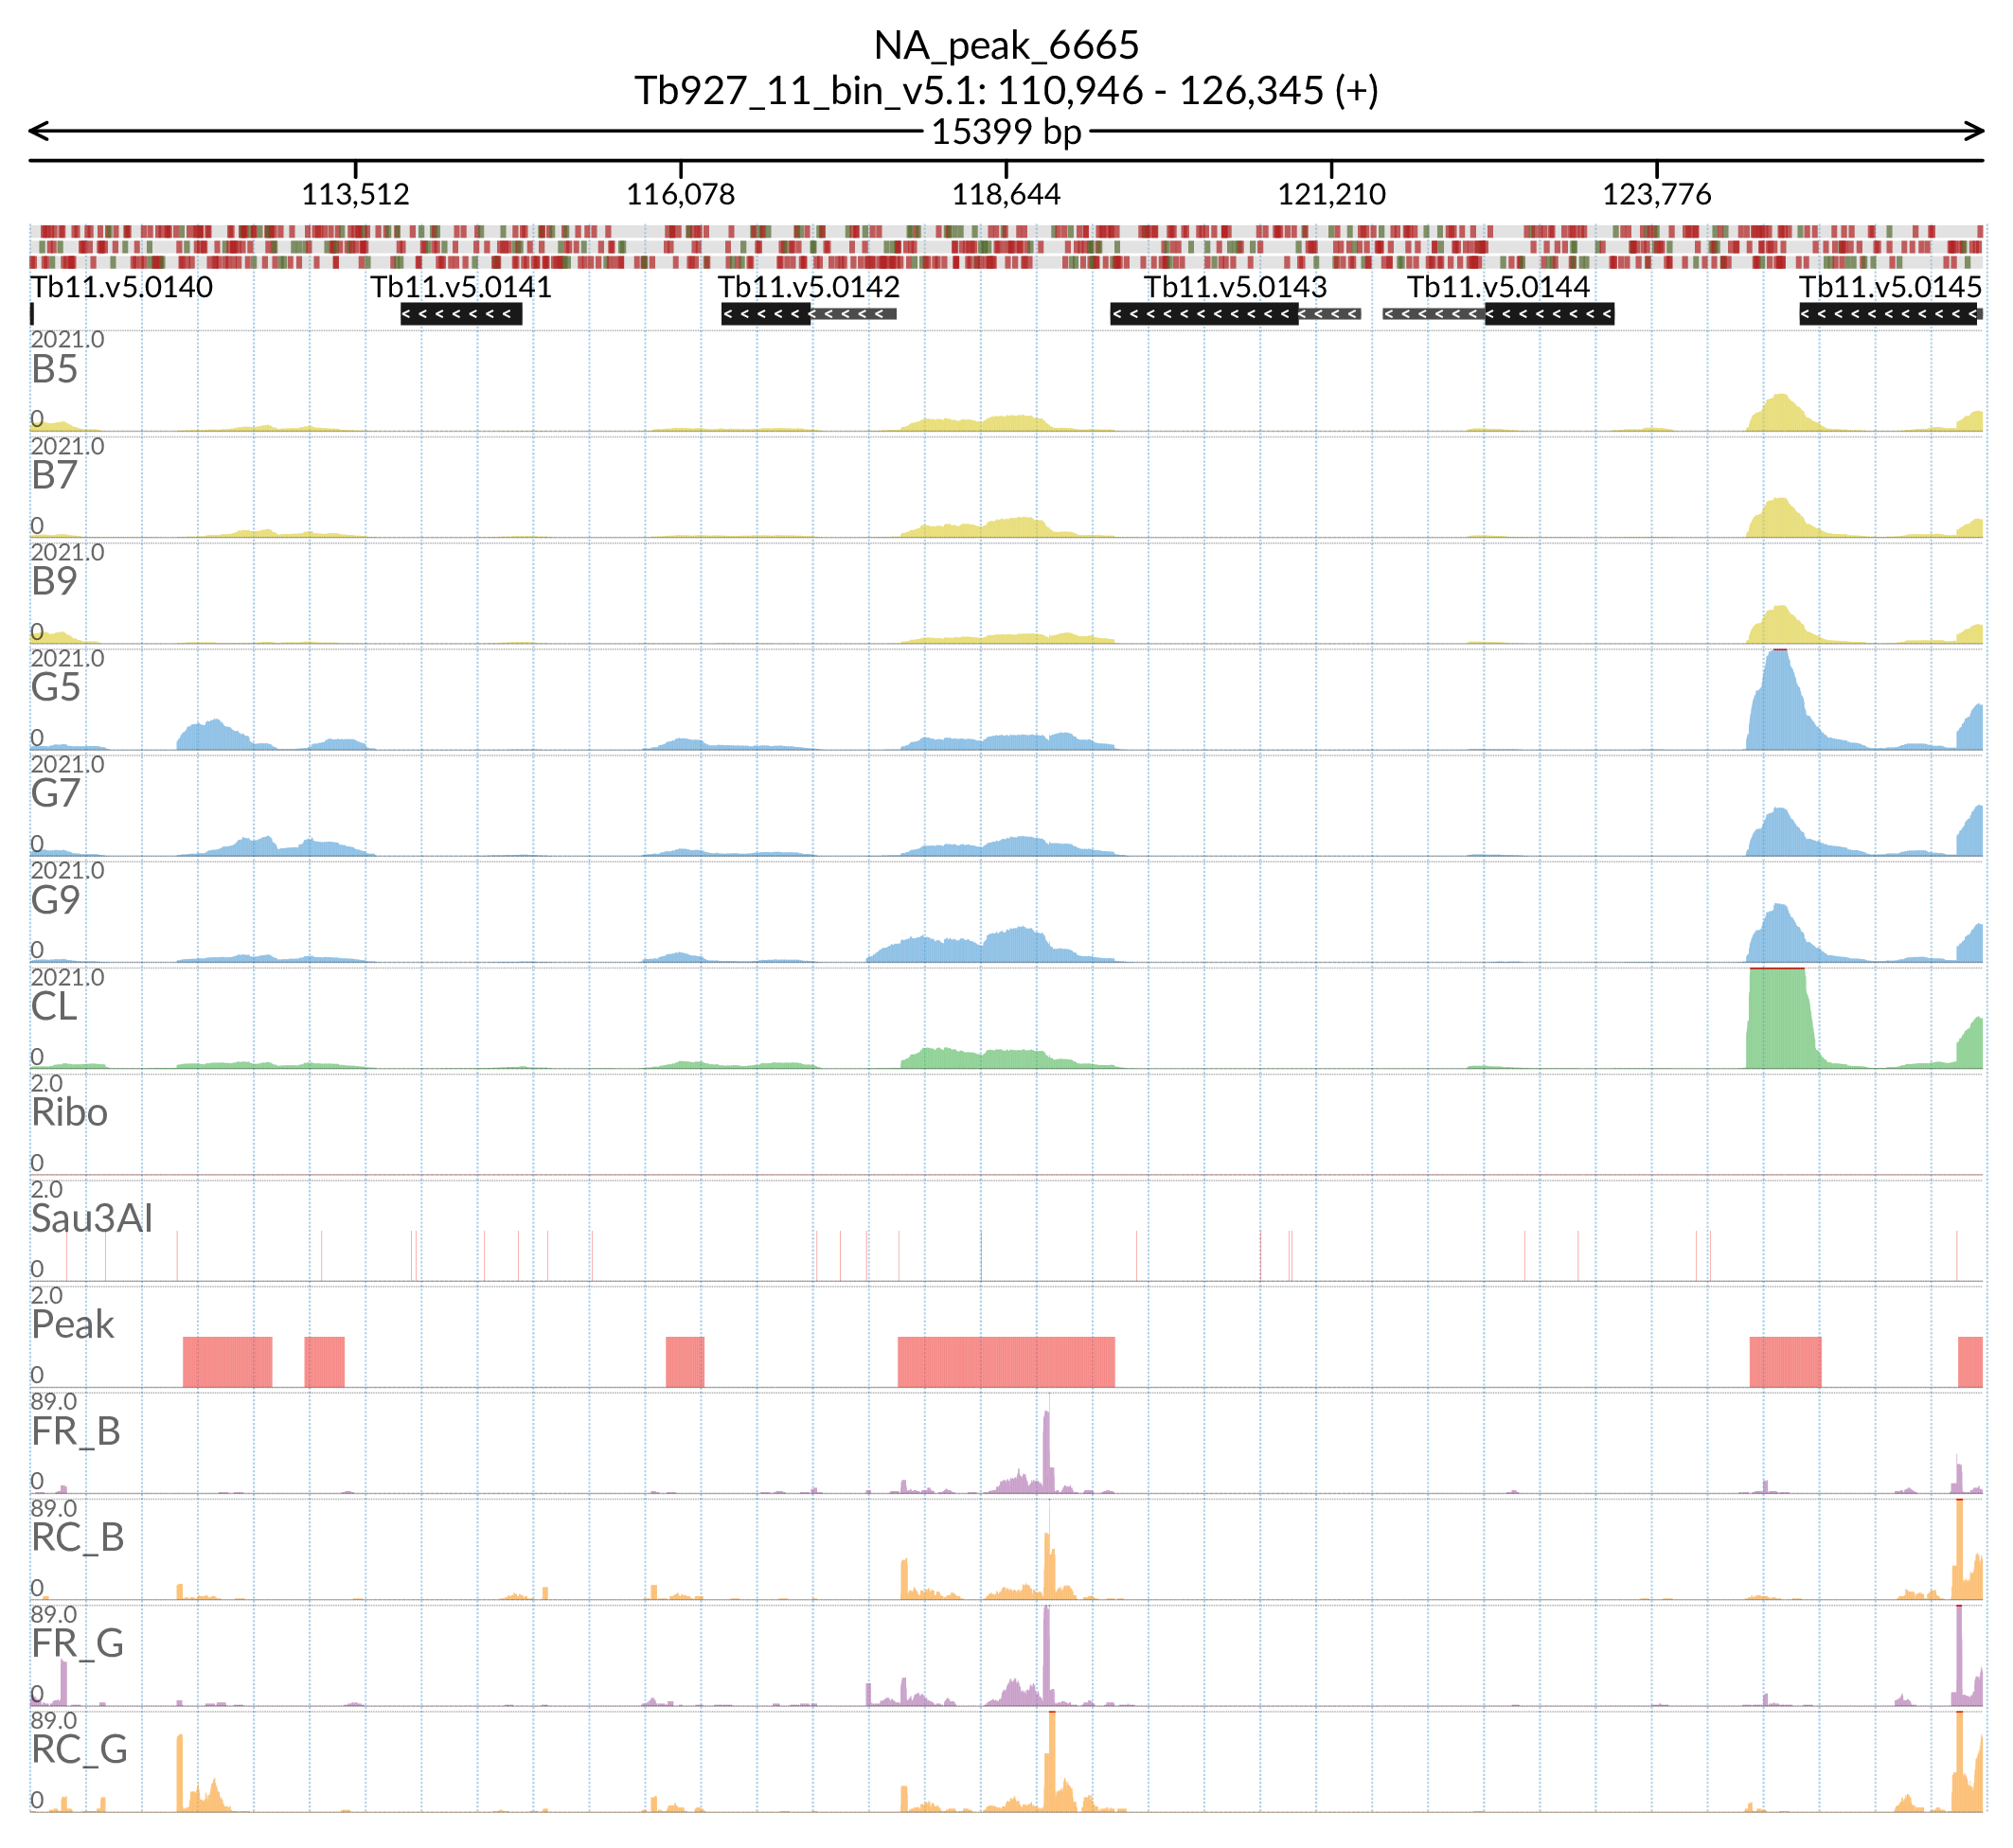 NA_peak_6665
Tb927_11_bin_v5.1: 110,946 - 126,345 (+)
15399 bp
113,512 116,078 118,644 121,210 123,776
Tb11.v5.0140 Tb11.v5.0141 Tb11.v5.0142 Tb11.v5.0143 Tb11.v5.0144 Tb11.v5.0145
2021.0
B5
0
2021.0
B7
0
2021.0
B9
0
2021.0
G5
0
2021.0
G7
0
2021.0
G9
0
2021.0
CL
0
2.0
Ribo
0
2.0
Sau3AI
0
2.0
Peak
0
89.0
FR_B
0
89.0
RC_B
0
89.0
FR_G
0
89.0
RC_G
0